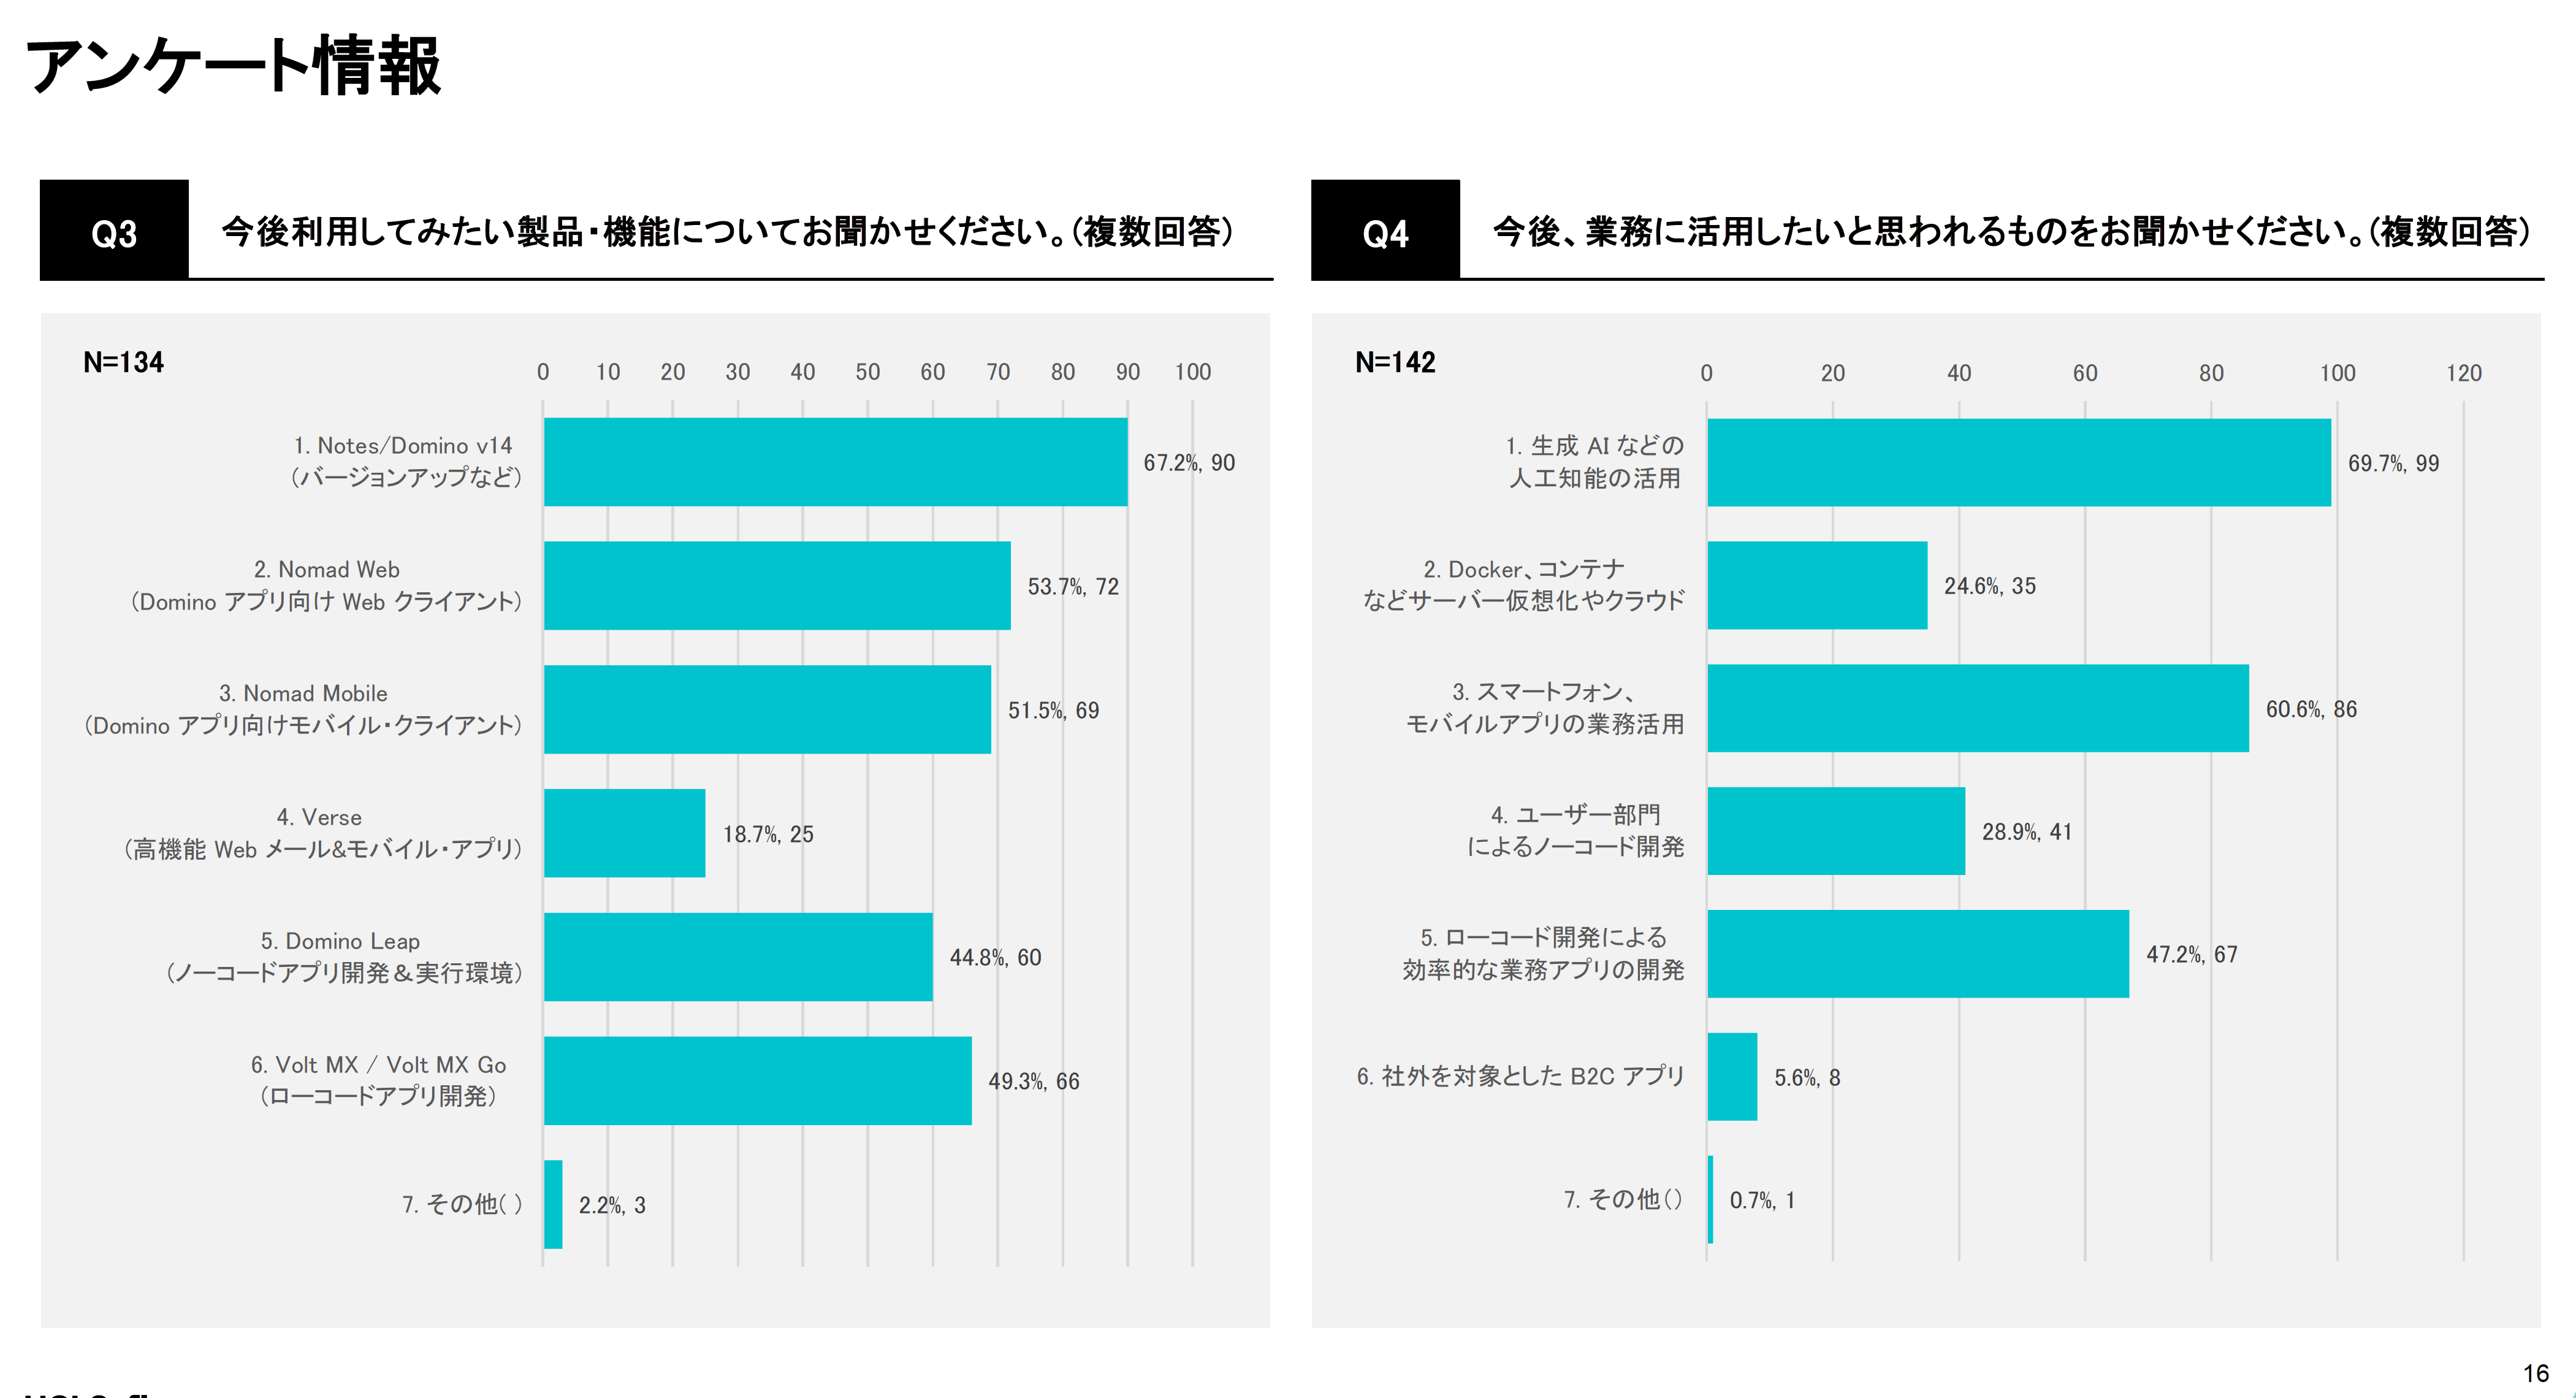 アンケート情報
Q3
今後利用してみたい製品・機能についてお聞かせください。(複数回答)
N=134
0 10 20 30 40 50 60 70 80 90 100
1. Notes/Domino v14
(バージョンアップなど)
67.2%, 90
2. Nomad Web
(Domino アプリ向け Web クライアント)
53.7%, 72
3. Nomad Mobile
(Domino アプリ向けモバイル・クライアント)
51.5%, 69
4. Verse
(高機能 Web メール&モバイル・アプリ)
18.7%, 25
5. Domino Leap
(ノーコードアプリ開発＆実行環境)
44.8%, 60
6. Volt MX / Volt MX Go
(ローコードアプリ開発)
49.3%, 66
7. その他( )
2.2%, 3
Q4
今後、業務に活用したいと思われるものをお聞かせください。(複数回答)
N=142
0 20 40 60 80 100 120
1. 生成 AI などの
人工知能の活用
69.7%, 99
2. Docker、コンテナ
などサーバー仮想化やクラウド
24.6%, 35
3. スマートフォン、
モバイルアプリの業務活用
60.6%, 86
4. ユーザー部門
によるノーコード開発
28.9%, 41
5. ローコード開発による
効率的な業務アプリの開発
47.2%, 67
6. 社外を対象とした B2C アプリ
5.6%, 8
7. その他()
0.7%, 1
16